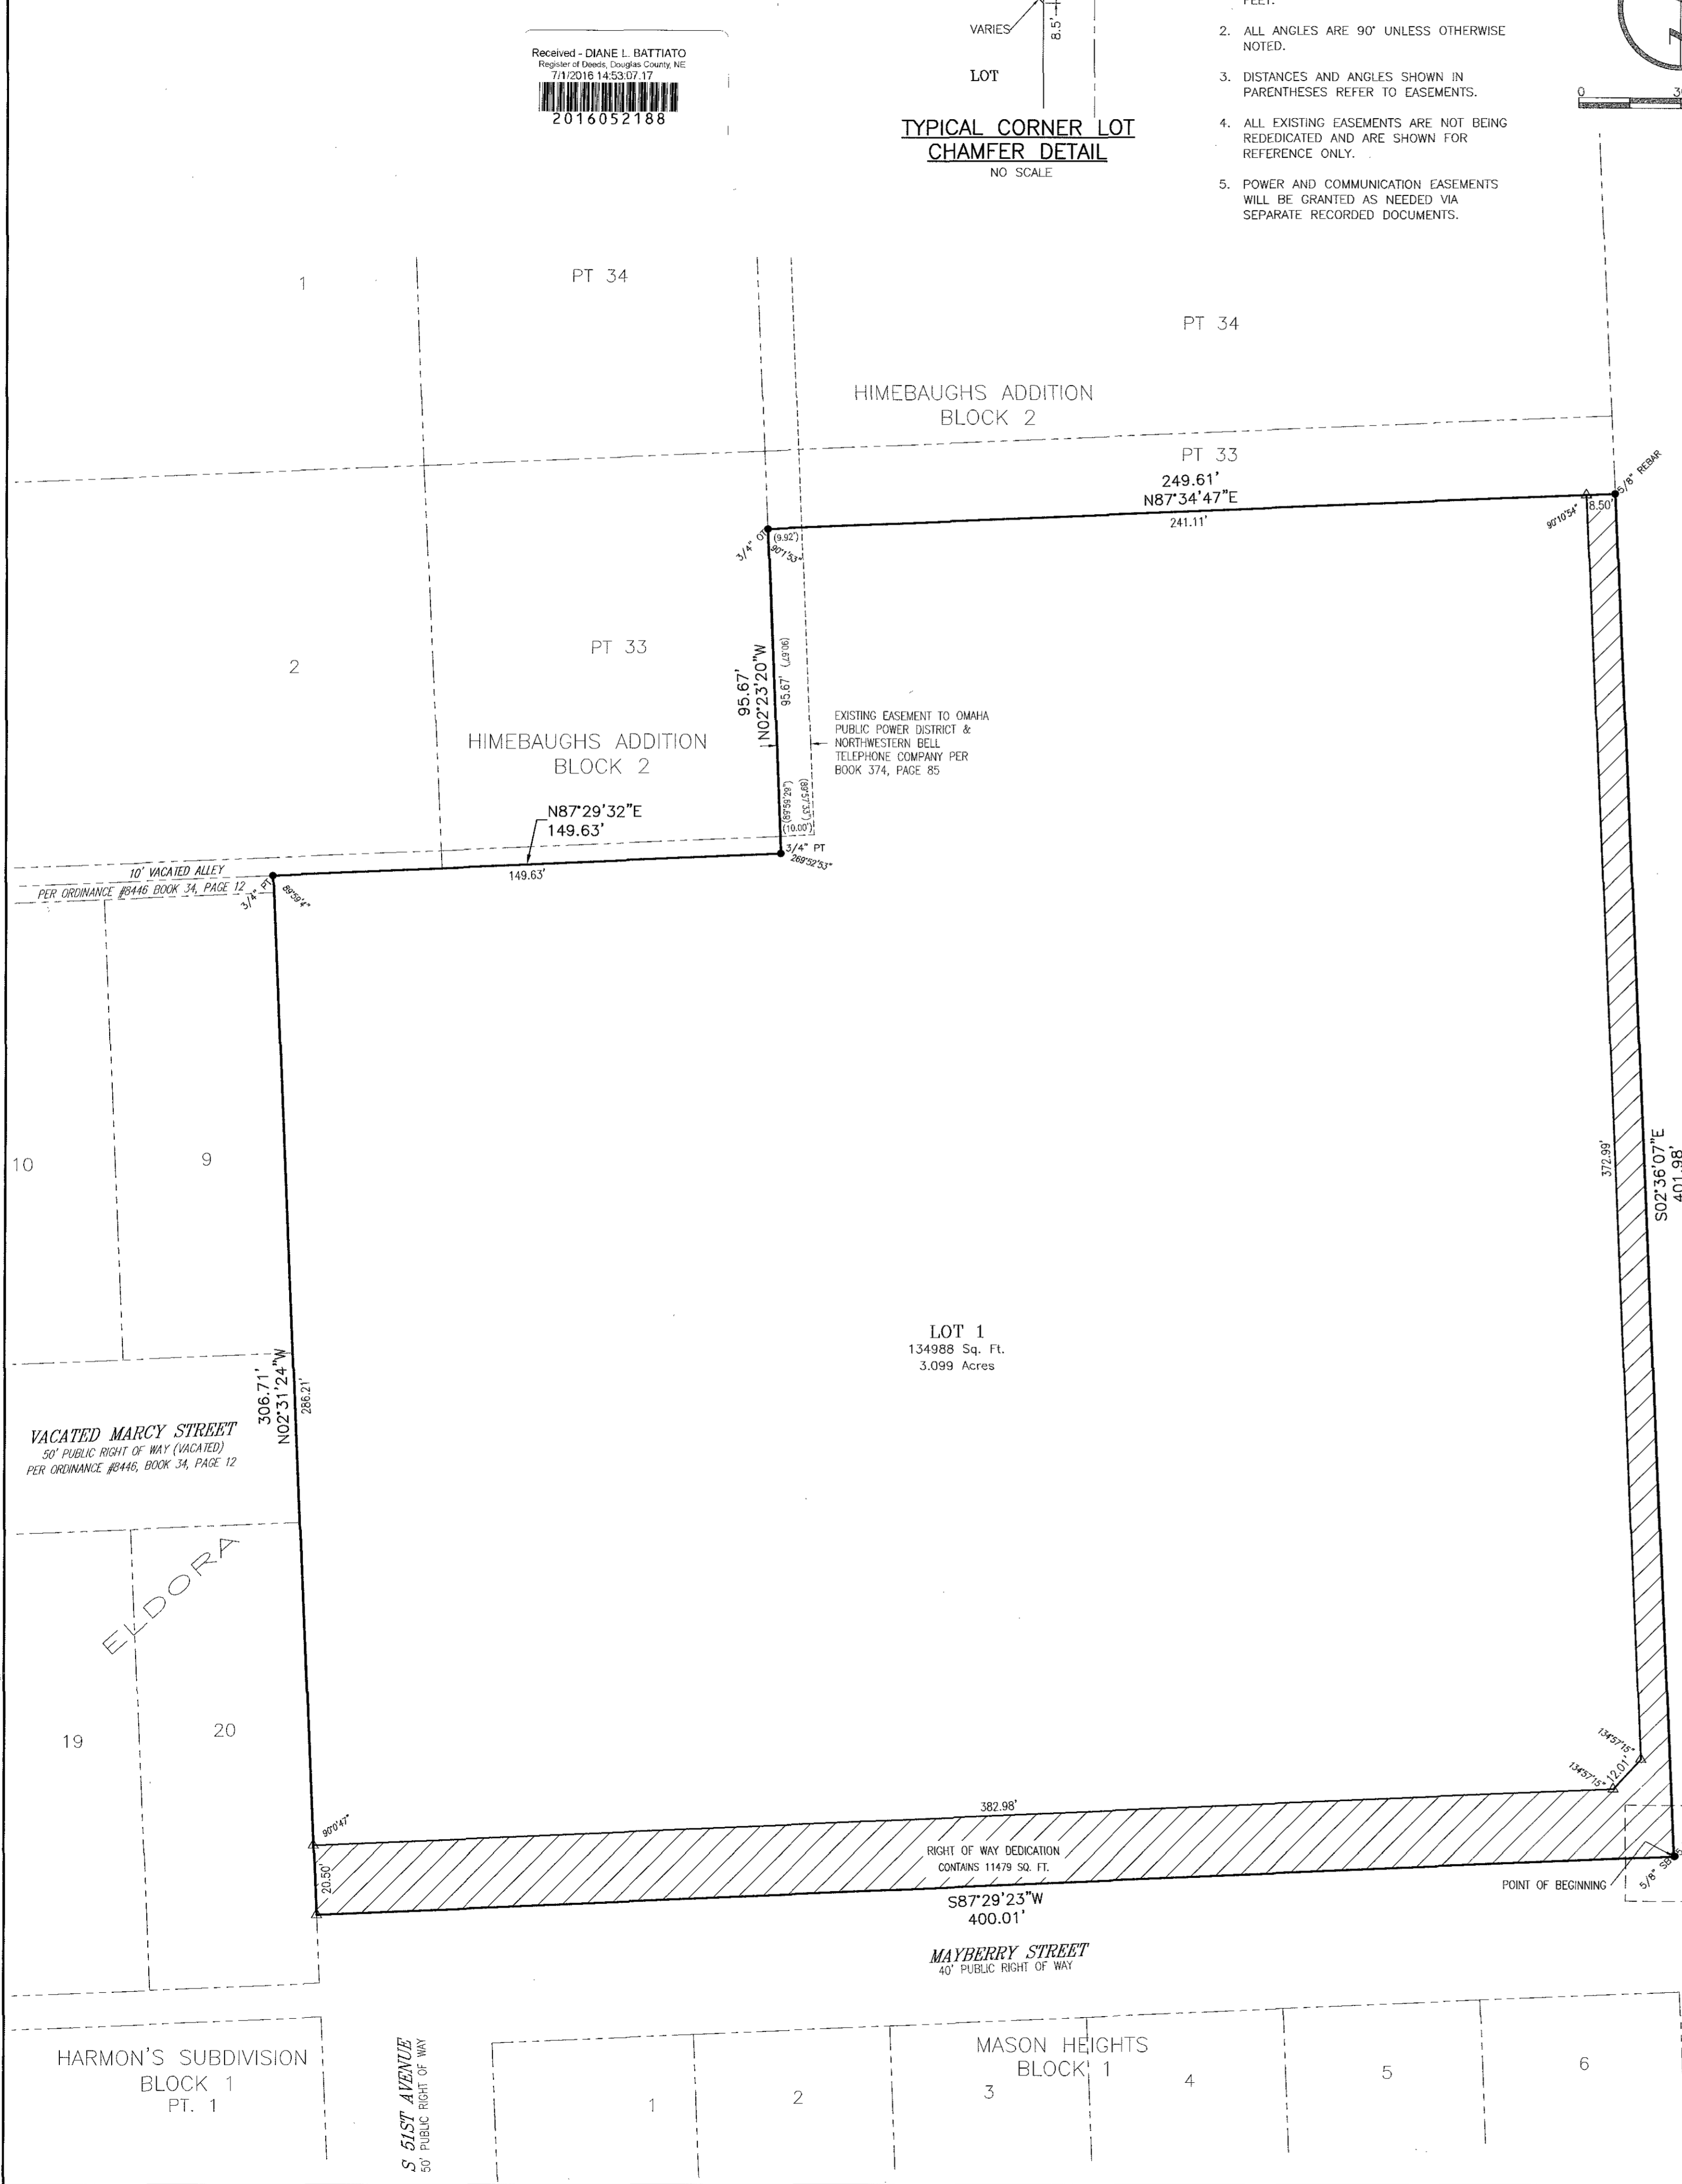 Received - DIANE L. BATTIATO
Register of Deeds, Douglas County, NE
7/1/2016 14:53:07.17
2016052188
VARIES
8.5'
LOT
TYPICAL CORNER LOT
CHAMFER DETAIL
NO SCALE
FEET.
2. ALL ANGLES ARE 90° UNLESS OTHERWISE
NOTED.
3. DISTANCES AND ANGLES SHOWN IN
PARENTHESES REFER TO EASEMENTS.
4. ALL EXISTING EASEMENTS ARE NOT BEING
REDEDICATED AND ARE SHOWN FOR
REFERENCE ONLY.
5. POWER AND COMMUNICATION EASEMENTS
WILL BE GRANTED AS NEEDED VIA
SEPARATE RECORDED DOCUMENTS.
0
1
PT 34
PT 34
HIMEBAUGHS ADDITION
BLOCK 2
PT 33
249.61'
N87°34'47"E
241.11'
90°10'54"
8.50'
5/8" REBAR
3/4" OT
(9.92')
90°1'53"
2
PT 33
95.67'
N02°23'20"W
95.67'
(90.67')
HIMEBAUGHS ADDITION
BLOCK 2
EXISTING EASEMENT TO OMAHA
PUBLIC POWER DISTRICT &
NORTHWESTERN BELL
TELEPHONE COMPANY PER
BOOK 374, PAGE 85
N87°29'32"E
149.63'
(89°59'29")
(89°57'33")
(10.00')
3/4" PT
269°52'53"
149.63'
10' VACATED ALLEY
PER ORDINANCE #8446 BOOK 34, PAGE 12
3/4" PT
89°59'4"
10
9
372.99'
S02°36'07"E
401.98'
LOT 1
134988 Sq. Ft.
3.099 Acres
306.71'
N02°31'24"W
286.21'
VACATED MARCY STREET
50' PUBLIC RIGHT OF WAY (VACATED)
PER ORDINANCE #8446, BOOK 34, PAGE 12
ELDORA
19
20
134°57'15"
134°57'15"
12.01'
382.98'
90°0'47"
20.50'
RIGHT OF WAY DEDICATION
CONTAINS 11479 SQ. FT.
POINT OF BEGINNING
5/8"
S87°29'23"W
400.01'
MAYBERRY STREET
40' PUBLIC RIGHT OF WAY
HARMON'S SUBDIVISION
BLOCK 1
PT. 1
S 51ST AVENUE
50' PUBLIC RIGHT OF WAY
MASON HEIGHTS
BLOCK 1
1
2
3
4
5
6